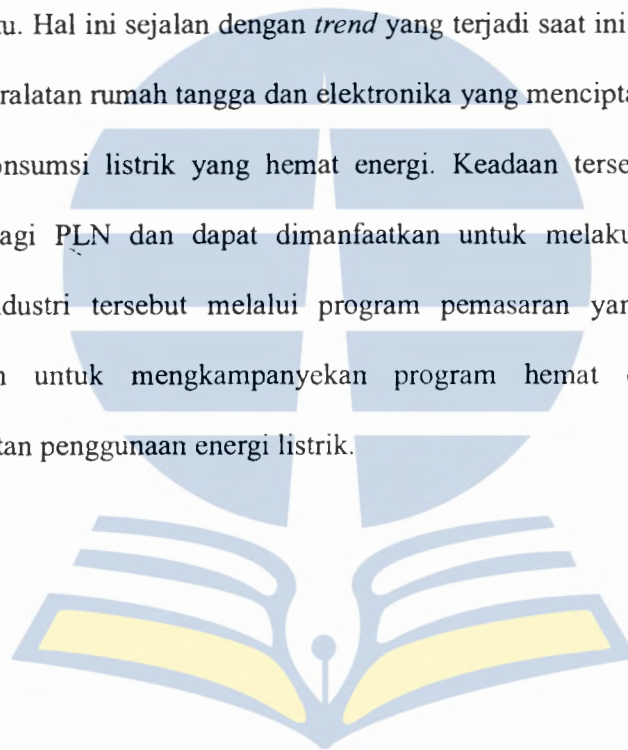 tu. Hal ini sejalan dengan trend yang terjadi saat ini
ralatan rumah tangga dan elektronika yang mencipta
onsumsi listrik yang hemat energi. Keadaan terse
agi PLN dan dapat dimanfaatkan untuk melaku
ndustri tersebut melalui program pemasaran yan
untuk mengkampanyekan program hemat
tan penggunaan energi listrik.